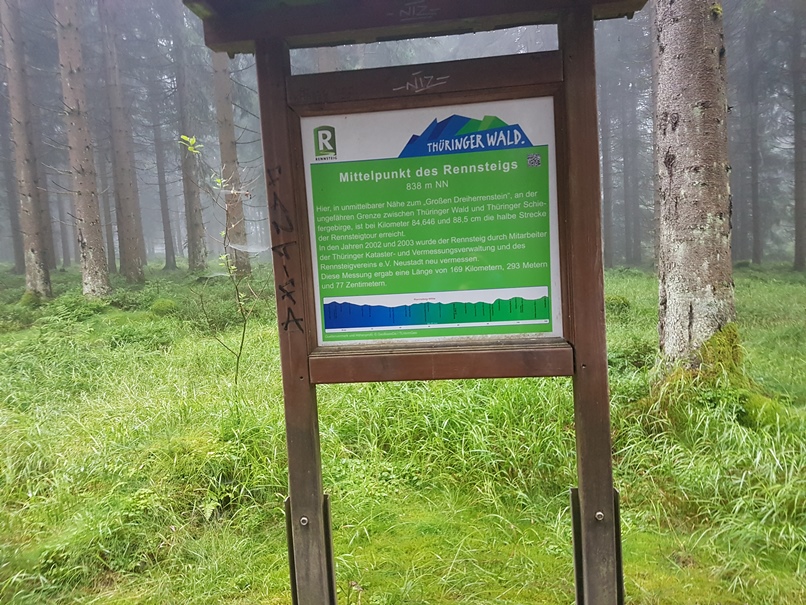 =NTZ=
=NTZ=
R
RENNSTEIG
THÜRINGER WALD.
Mittelpunkt des Rennsteigs
838 m NN
Hier, in unmittelbarer Nähe zum „Großen Dreiherrenstein", an der
ungefähren Grenze zwischen Thüringer Wald und Thüringer Schie-
fergebirge, ist bei Kilometer 84.646 und 88,5 cm die halbe Strecke
der Rennsteigtour erreicht.
In den Jahren 2002 und 2003 wurde der Rennsteig durch Mitarbeiter
der Thüringer Kataster- und Vermessungsverwaltung und des
Rennsteigvereins e.V. Neustadt neu vermessen.
Diese Messung ergab eine Länge von 169 Kilometern, 293 Metern
und 77 Zentimetern.